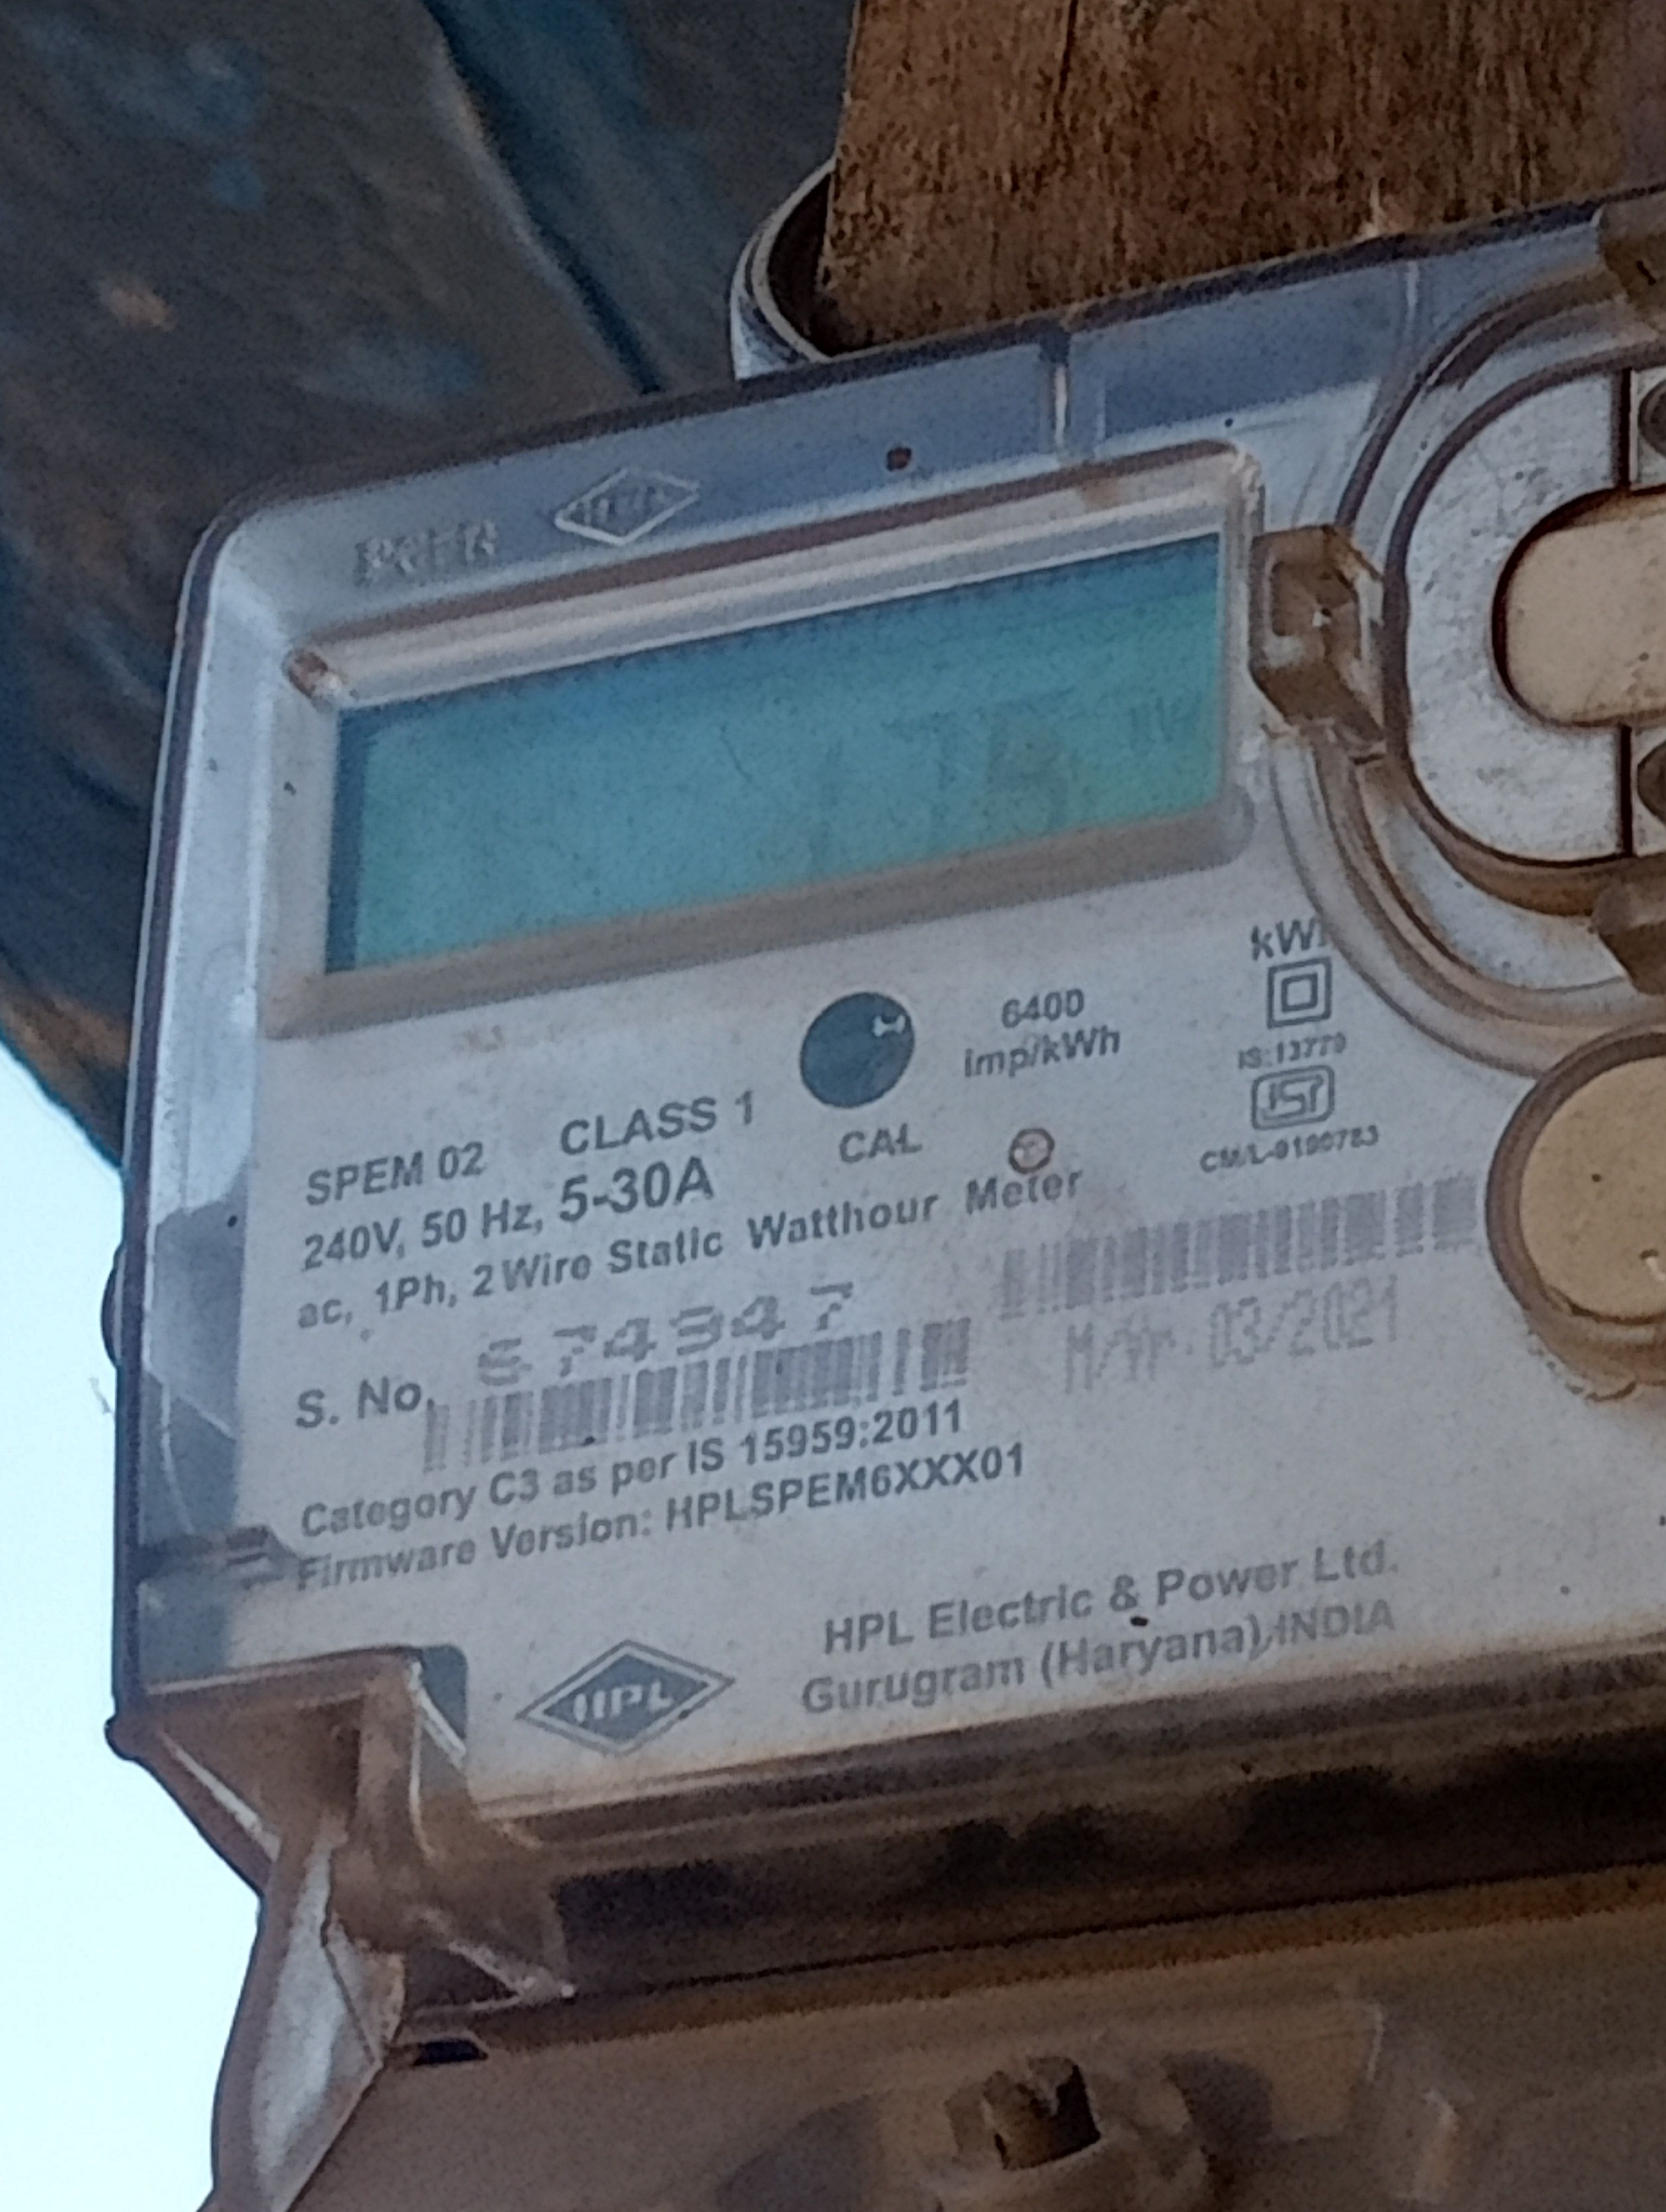 6400
imp/kWh
IS:13779
CM/L-9190783
CAL
SPEM 02 CLASS 1
240V, 50 Hz, 5-30A
ac, 1Ph, 2 Wire Static Watthour Meter
S. No. 674947
M/Yr- 03/2021
Category C3 as per IS 15959:2011
Firmware Version: HPLSPEM6XXX01
HPL
HPL Electric & Power Ltd.
Gurugram (Haryana), INDIA